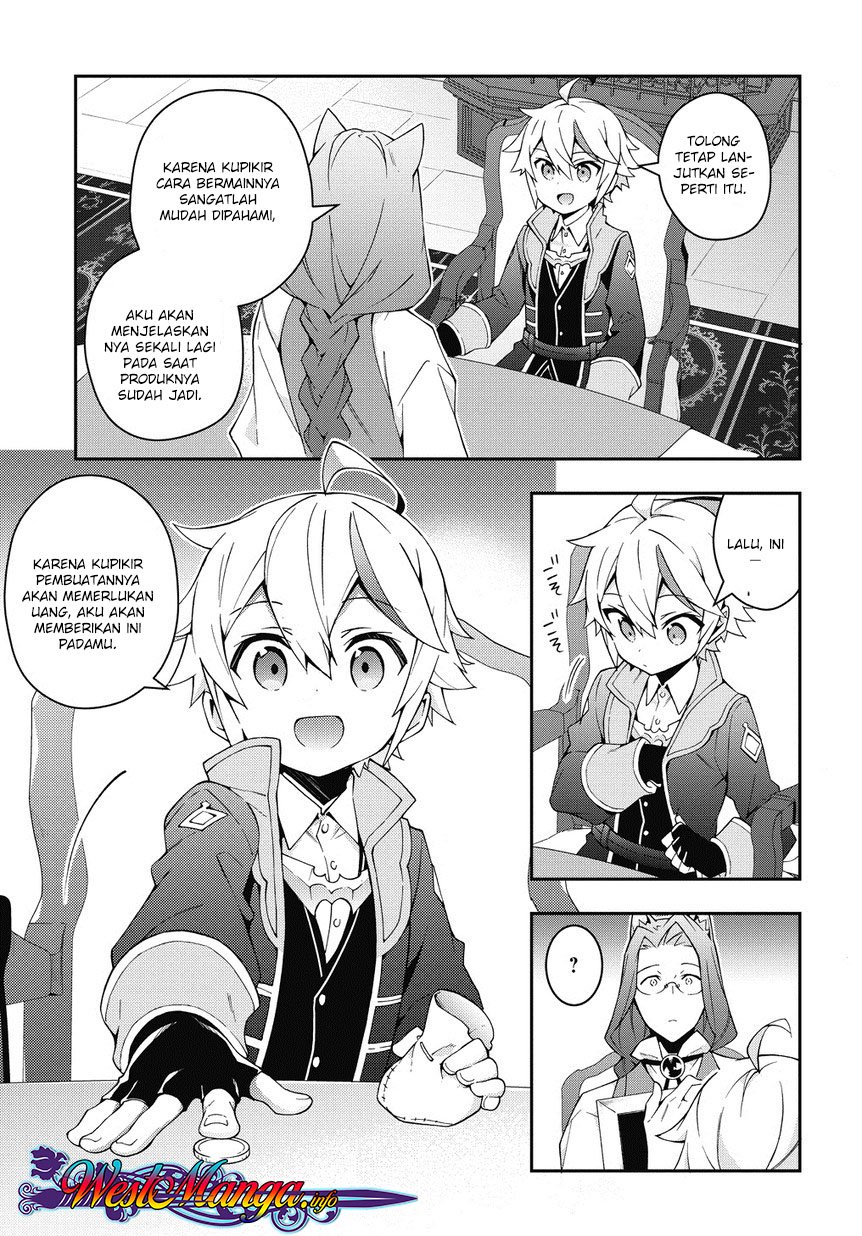 TOLONG
TETAP LAN-
JUTKAN SE-
PERTI ITU.
KARENA KUPIKIR
CARA BERMAINNYA
SANGATLAH
MUDAH DIPAHAMI,
AKU AKAN
MENJELASKAN
NYA SEKALI LAGI
PADA SAAT
PRODUKNYA
SUDAH JADI.
LALU, INI
—
?
KARENA KUPIKIR
PEMBUATANNYA
AKAN MEMERLUKAN
UANG, AKU AKAN
MEMBERIKAN INI
PADAMU.
WestManga.info